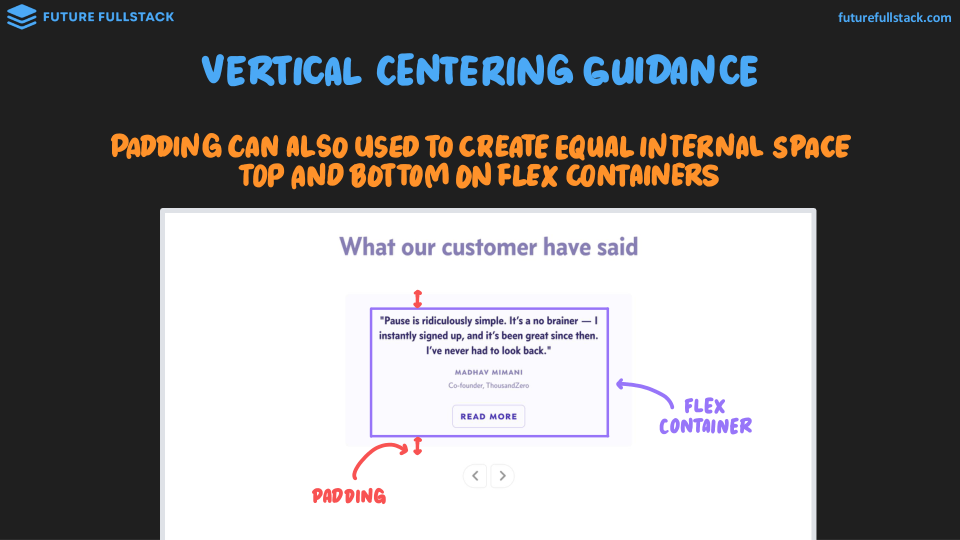 FUTURE FULLSTACK
futurefullstack.com
VERTICAL CENTERING GUIDANCE
PADDING CAN ALSO USED TO CREATE EQUAL INTERNAL SPACE
TOP AND BOTTOM ON FLEX CONTAINERS
What our customer have said
"Pause is ridiculously simple. It's a no brainer — I
instantly signed up, and it's been great since then.
I've never had to look back."
MADHAV MIMANI
Co-founder, ThousandZero
READ MORE
FLEX
CONTAINER
PADDING